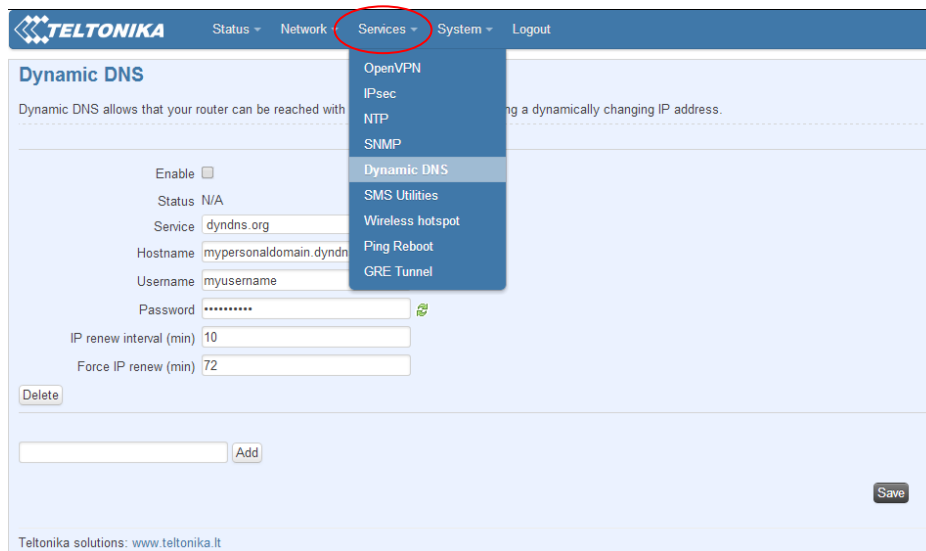 TELTONIKA Status Network Services System Logout
OpenVPN
IPsec
NTP
SNMP
Dynamic DNS
SMS Utilities
Wireless hotspot
Ping Reboot
GRE Tunnel
Dynamic DNS
Dynamic DNS allows that your router can be reached with a dynamically changing IP address.
Enable
Status N/A
Service dyndns.org
Hostname mypersonaldomain.dyndn
Username myusername
Password ••••••••••
IP renew interval (min) 10
Force IP renew (min) 72
Delete
Add
Save
Teltonika solutions: www.teltonika.lt